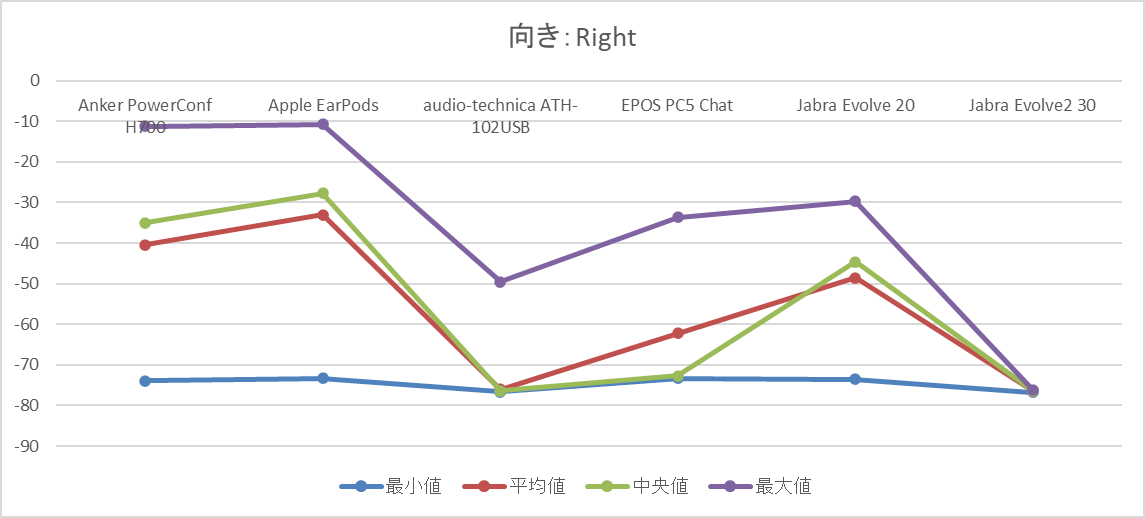 向き：Right
-0
Anker PowerConf H700
Apple EarPods
audio-technica ATH-102USB
EPOS PC5 Chat
Jabra Evolve 20
Jabra Evolve2 30
-10
-20
-30
-40
-50
-60
-70
-80
-90
最小値
平均値
中央値
最大値